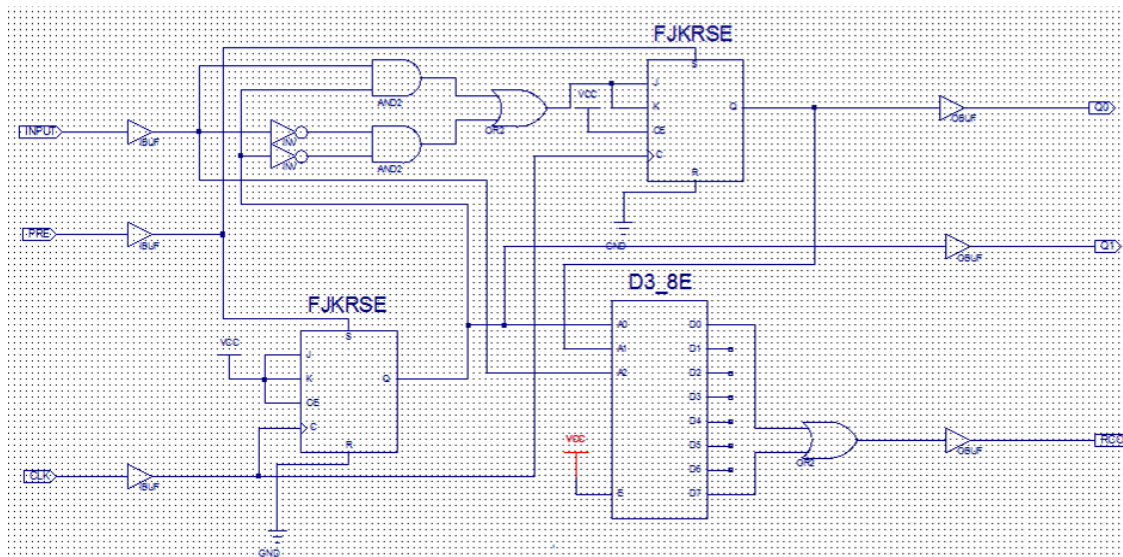 FJKRSE
S
J
K
CE
C
R
Q
VCC
GND
AND2
AND2
INV
INV
OR2
INPUT
IBUF
OBUF
Q0
PRE
IBUF
OBUF
Q1
FJKRSE
S
J
K
CE
C
R
Q
VCC
GND
CLK
IBUF
D3_8E
A0
A1
A2
E
D0
D1
D2
D3
D4
D5
D6
D7
VCC
OR2
OBUF
RCO